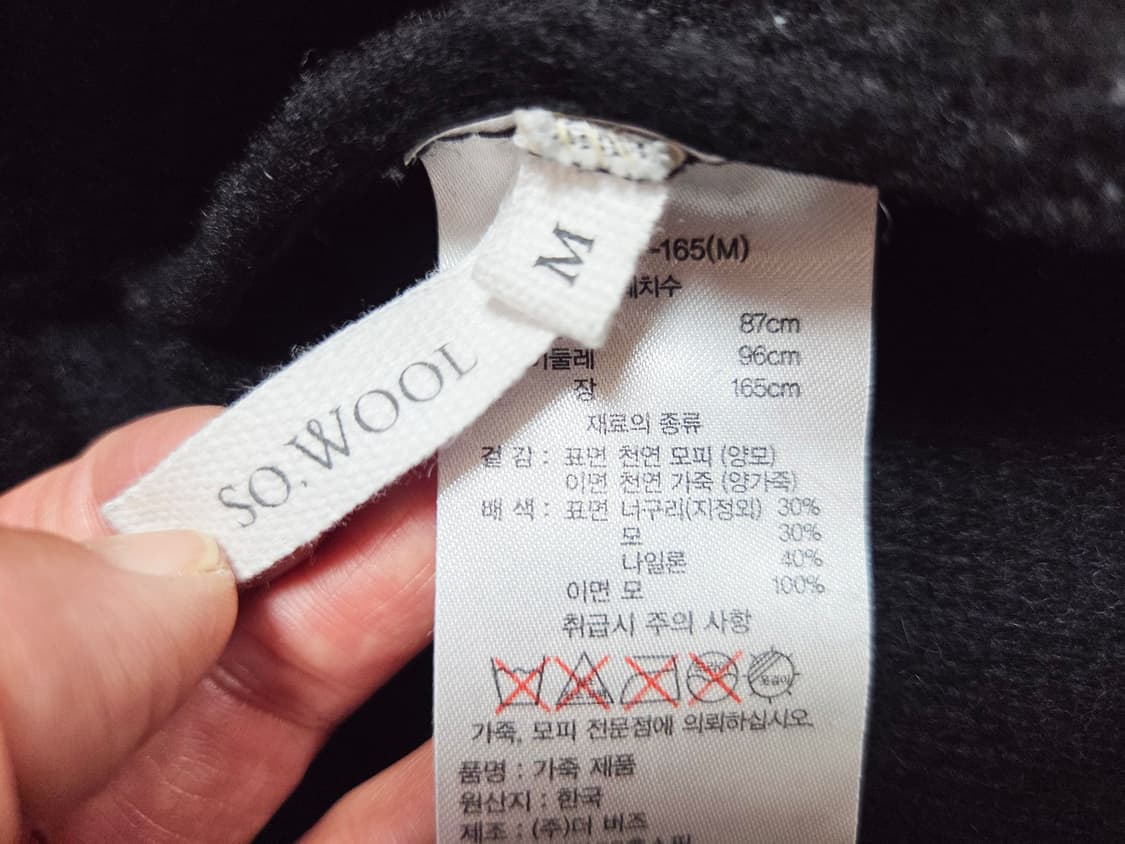 M
SO.WOOL
-165(M)
체치수
87cm
둘레 96cm
장 165cm
재료의 종류
겉 감 : 표면 천연 모피 (양모)
이면 천연 가죽 (양가죽)
배 색 : 표면 너구리(지정외) 30%
모 30%
나일론 40%
이면 모 100%
취급시 주의 사항
옷걸이
가죽, 모피 전문점에 의뢰하십시오.
품명 : 가죽 제품
원산지 : 한국
제조 : (주)더 버즈